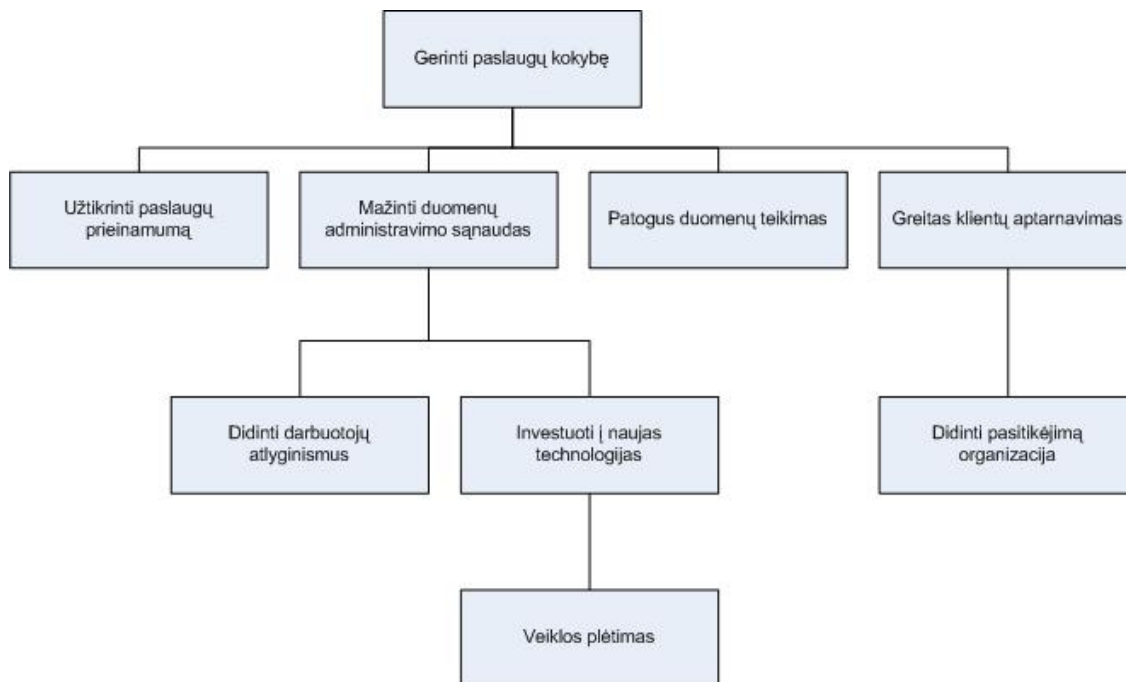 Gerinti paslaugų kokybę
Užtikrinti paslaugų
prieinamumą
Mažinti duomenų
administravimo sąnaudas
Patogus duomenų teikimas
Greitas klientų aptarnavimas
Didinti darbuotojų
atlyginismus
Investuoti į naujas
technologijas
Didinti pasitikėjimą
organizacija
Veiklos plėtimas